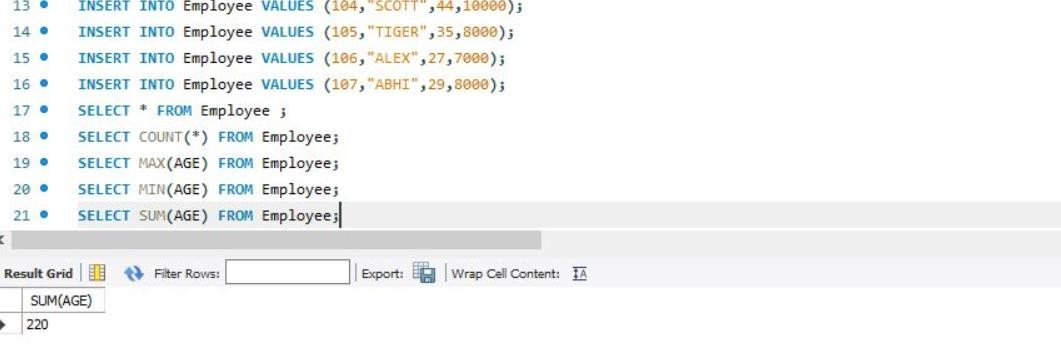 13 INSERT INTO Employee VALUES (104,"SCOTT",44,10000);
14 INSERT INTO Employee VALUES (105,"TIGER",35,8000);
15 INSERT INTO Employee VALUES (106,"ALEX",27,7000);
16 INSERT INTO Employee VALUES (107,"ABHI",29,8000);
17 SELECT * FROM Employee ;
18 SELECT COUNT(*) FROM Employee;
19 SELECT MAX(AGE) FROM Employee;
20 SELECT MIN(AGE) FROM Employee;
21 SELECT SUM(AGE) FROM Employee;
Result Grid Filter Rows: Export: Wrap Cell Content:
SUM(AGE)
220